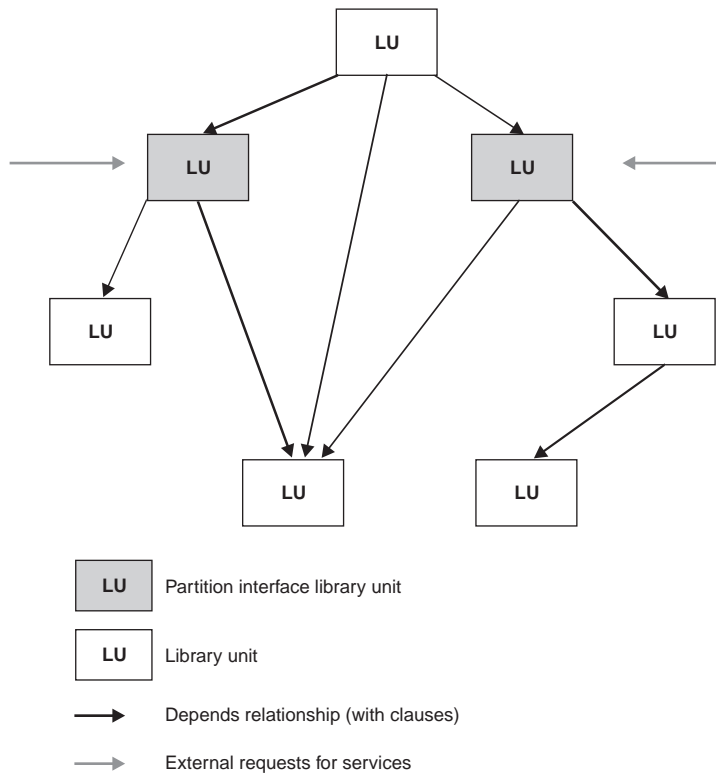 LU
LU
LU
LU
LU
LU
LU
LU Partition interface library unit
LU Library unit
Depends relationship (with clauses)
External requests for services